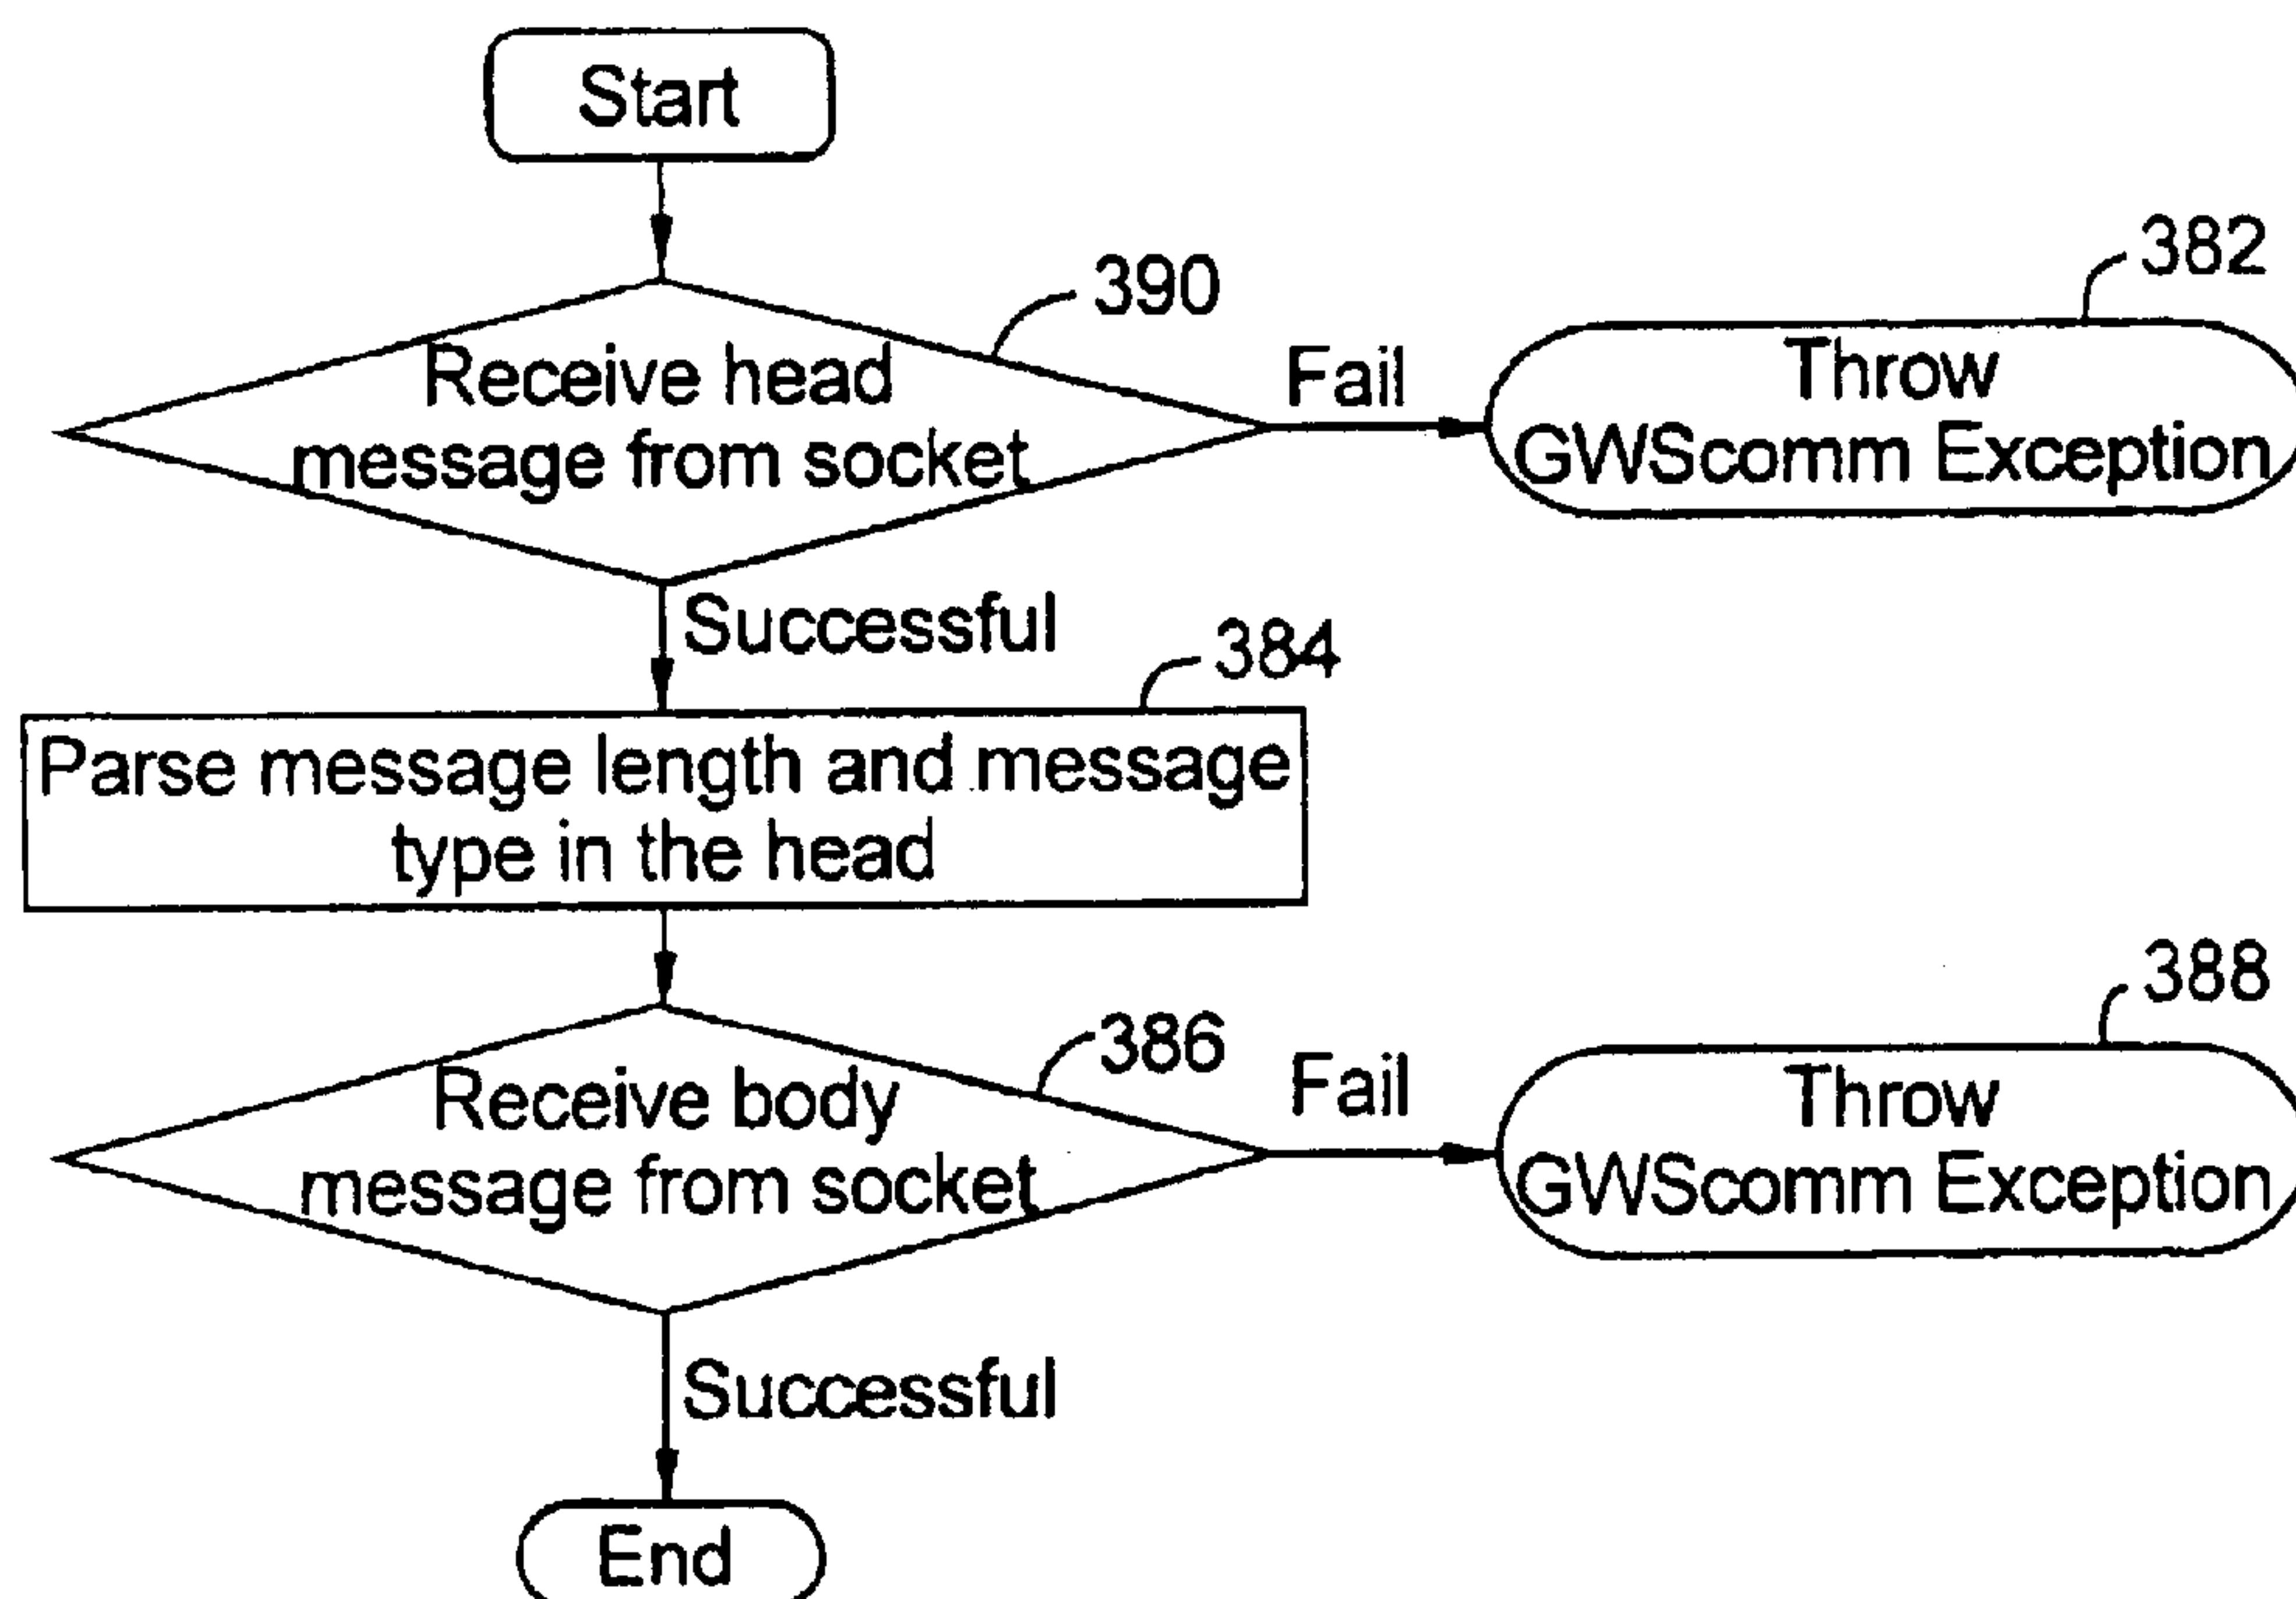 Start
390
382
Receive head
message from socket
Fail
Throw
GWScomm Exception
Successful
384
Parse message length and message
type in the head
386
388
Receive body
message from socket
Fail
Throw
GWScomm Exception
Successful
End